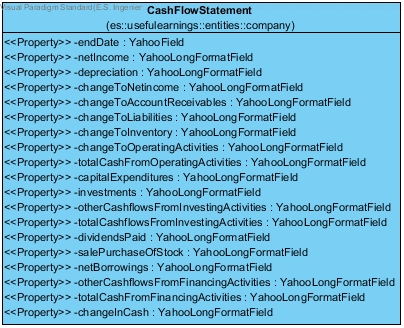 Visual Paradigm Standard(E.S. Ingenier
CashFlowStatement
(es::usefulearnings::entities::company)
<<Property>> -endDate : YahooField
<<Property>> -netIncome : YahooLongFormatField
<<Property>> -depreciation : YahooLongFormatField
<<Property>> -changeToNetincome : YahooLongFormatField
<<Property>> -changeToAccountReceivables : YahooLongFormatField
<<Property>> -changeToLiabilities : YahooLongFormatField
<<Property>> -changeToInventory : YahooLongFormatField
<<Property>> -changeToOperatingActivities : YahooLongFormatField
<<Property>> -totalCashFromOperatingActivities : YahooLongFormatField
<<Property>> -capitalExpenditures : YahooLongFormatField
<<Property>> -investments : YahooLongFormatField
<<Property>> -otherCashflowsFromInvestingActivities : YahooLongFormatField
<<Property>> -totalCashflowsFromInvestingActivities : YahooLongFormatField
<<Property>> -dividendsPaid : YahooLongFormatField
<<Property>> -salePurchaseOfStock : YahooLongFormatField
<<Property>> -netBorrowings : YahooLongFormatField
<<Property>> -otherCashflowsFromFinancingActivities : YahooLongFormatField
<<Property>> -totalCashFromFinancingActivities : YahooLongFormatField
<<Property>> -changeInCash : YahooLongFormatField